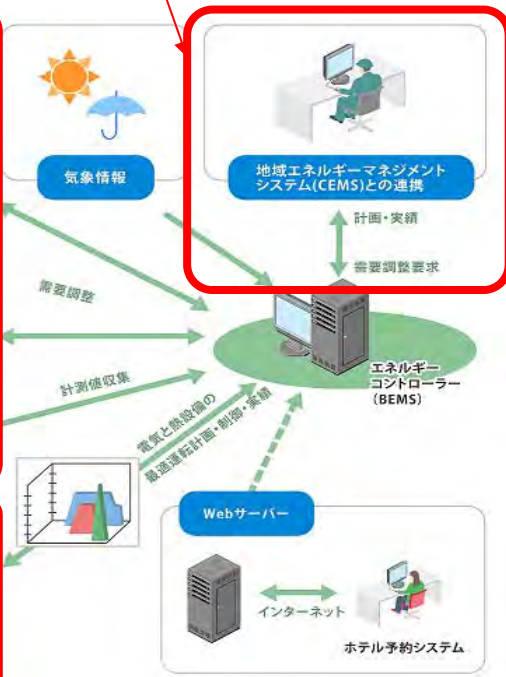 気象情報
地域エネルギーマネジメント
システム(CEMS)との連携
計画・実績
需要調整要求
需要調整
エネルギー
コントローラー
(BEMS)
計測値収集
電気と熱設備の
最適運転計画・制御・実績
Webサーバー
インターネット
ホテル予約システム